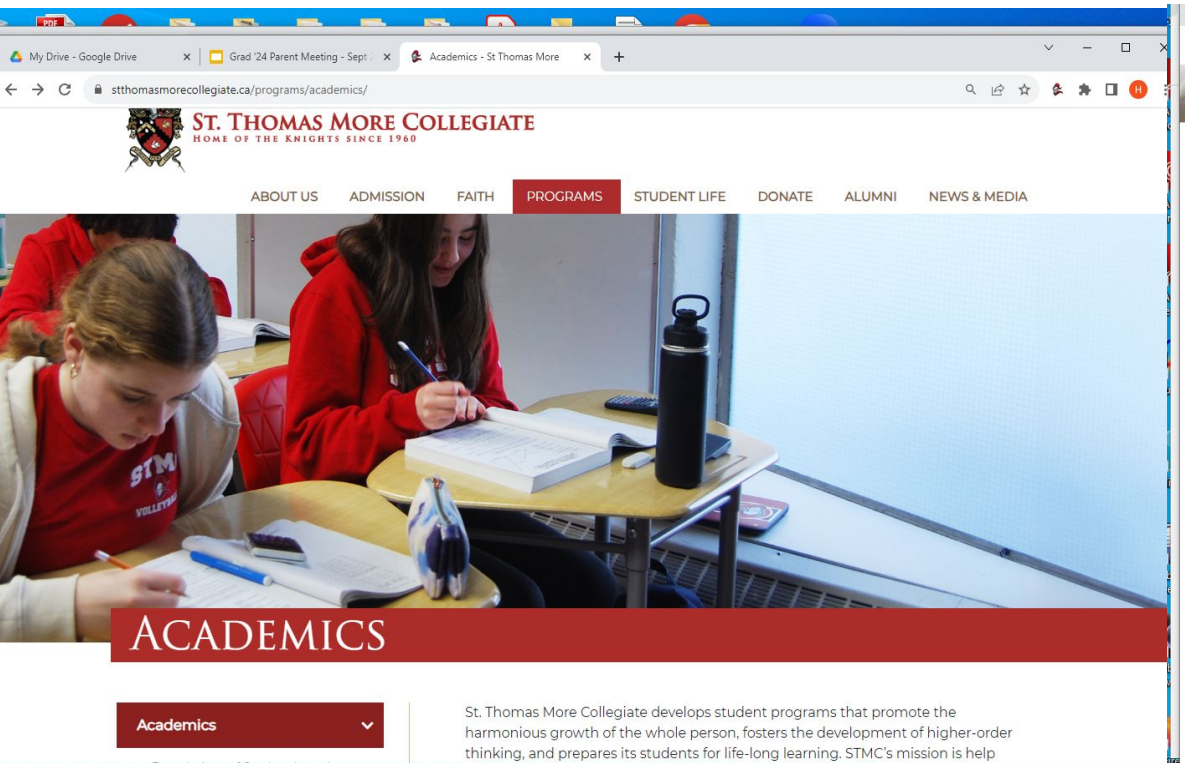 PDF
My Drive - Google Drive
Grad '24 Parent Meeting - Sept
Academics - St Thomas More
stthomasmorecollegiate.ca/programs/academics/
H
ST. THOMAS MORE COLLEGIATE
HOME OF THE KNIGHTS SINCE 1960
ABOUT US ADMISSION FAITH PROGRAMS STUDENT LIFE DONATE ALUMNI NEWS & MEDIA
STM
VOLLEY
ACADEMICS
Academics
St. Thomas More Collegiate develops student programs that promote the
harmonious growth of the whole person, fosters the development of higher-order
thinking, and prepares its students for life-long learning. STMC's mission is help